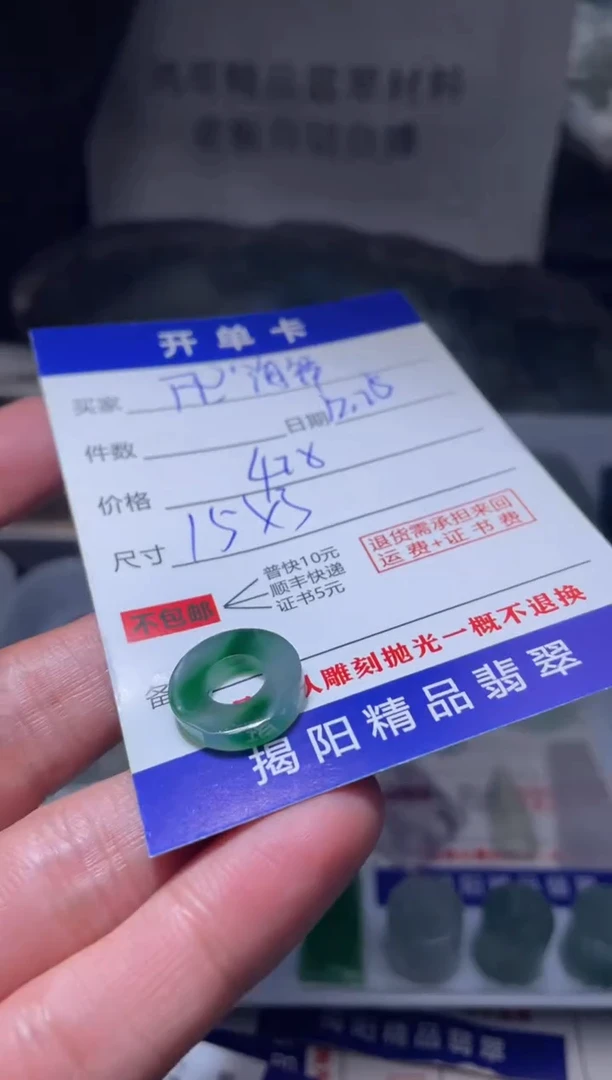 开单卡
买家
日期
件数
价格 428
尺寸 15X3
退货需承担来回
运费+证书费
普快10元
顺丰快递
证书5元
不包邮
备
雕刻抛光一概不退换
揭阳精品翡翠